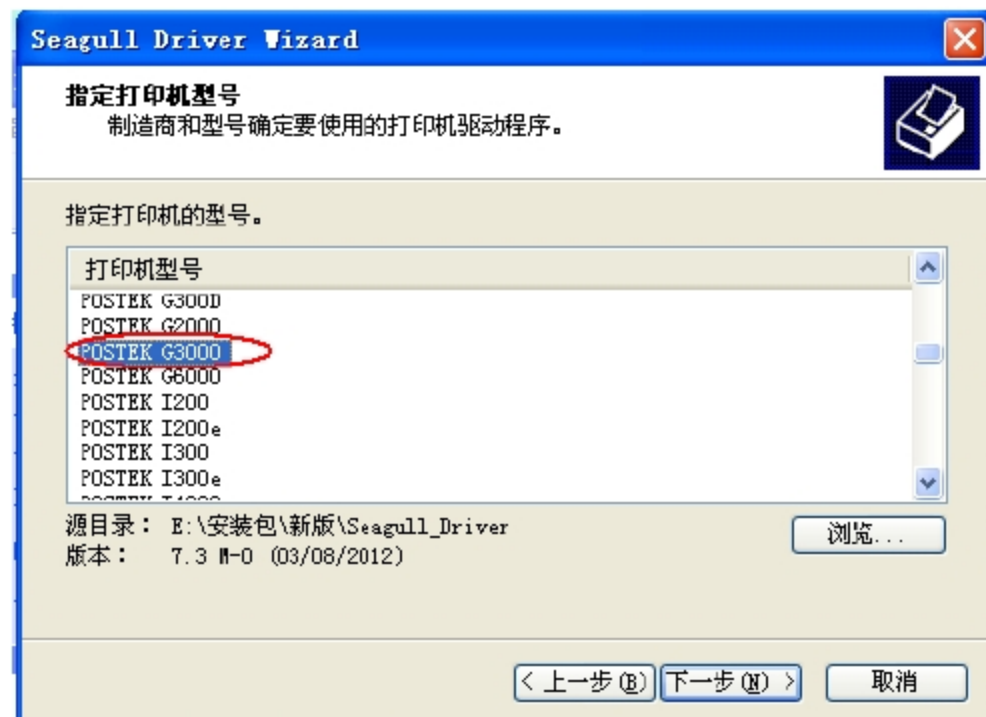 Seagull Driver Wizard
指定打印机型号
制造商和型号确定要使用的打印机驱动程序。
指定打印机的型号。
打印机型号
POSTEK G300D
POSTEK G2000
POSTEK G3000
POSTEK G6000
POSTEK I200
POSTEK I200e
POSTEK I300
POSTEK I300e
源目录： E:\安装包\新版\Seagull_Driver
浏览...
版本： 7.3 M-0 (03/08/2012)
< 上一步(B) 下一步(N) > 取消